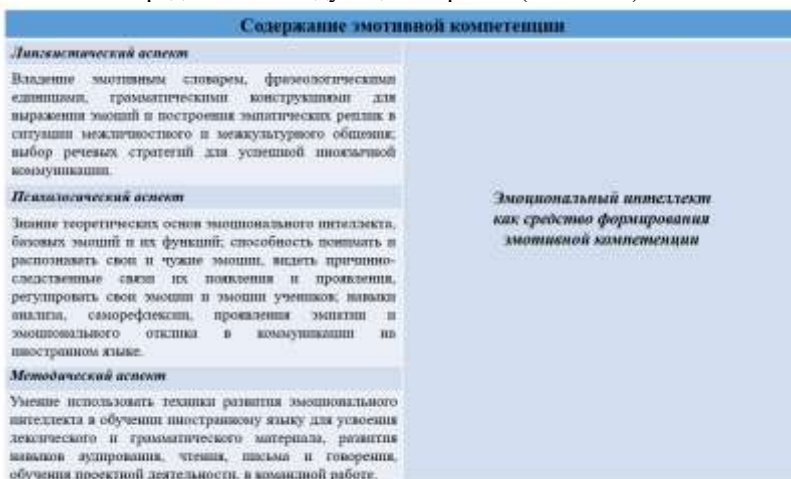 Содержание эмотивной компетенции
Лингвистический аспект
Владение эмотивным словарем, фразеологическими
единицами, грамматическими конструкциями для
выражения эмоций и построения эмпатических реплик в
ситуации межличностного и межкультурного общения;
выбор речевых стратегий для успешной иноязычной
коммуникации.
Психологический аспект
Знание теоретических основ эмоционального интеллекта,
базовых эмоций и их функций; способность понимать и
распознавать свои и чужие эмоции, видеть причинно-
следственные связи их появления и проявления,
регулировать свои эмоции и эмоции учеников; навыки
анализа, саморефлексии, проявления эмпатии и
эмоционального отклика в коммуникации на
иностранном языке.
Методический аспект
Умение использовать техники развития эмоционального
интеллекта в обучении иностранному языку для усвоения
лексического и грамматического материала, развития
навыков аудирования, чтения, письма и говорения,
обучения проектной деятельности, в командной работе.
Эмоциональный интеллект
как средство формирования
эмотивной компетенции